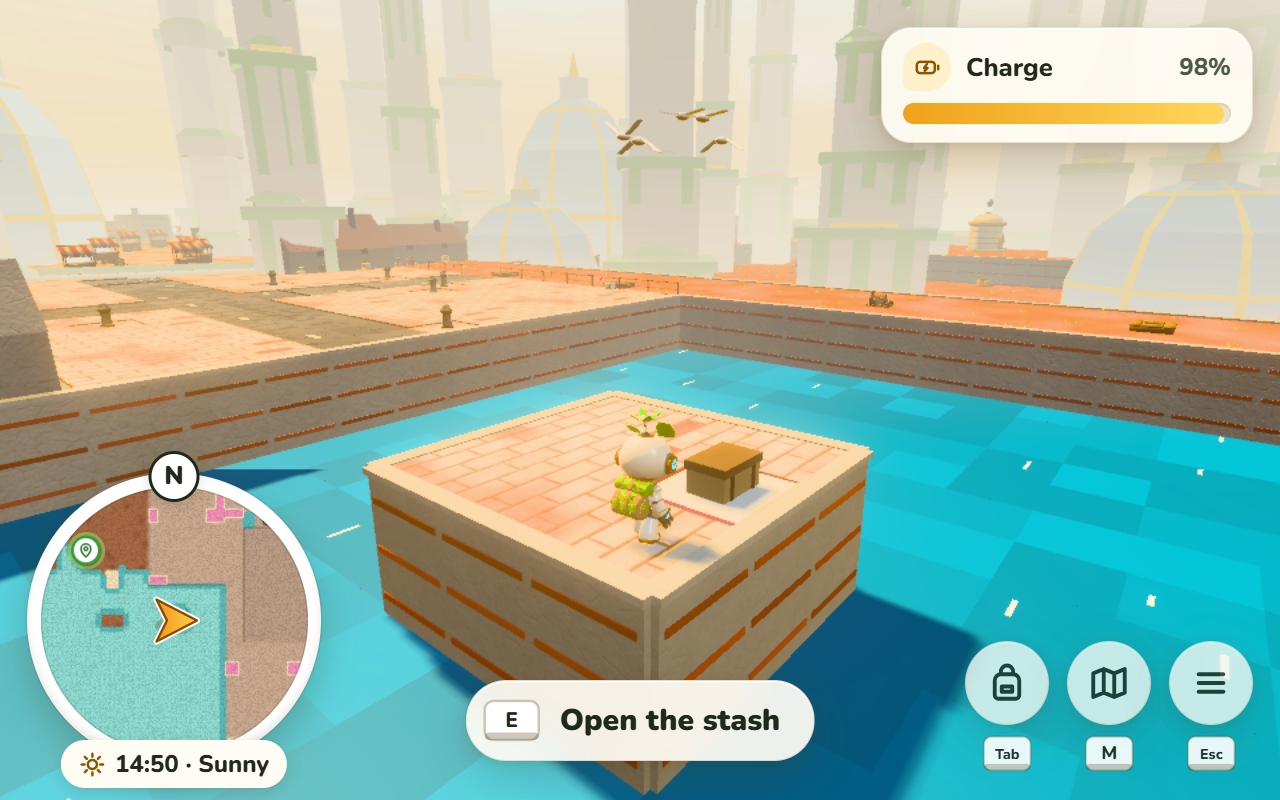 Charge 98%
N
14:50 · Sunny
E Open the stash
Tab M Esc